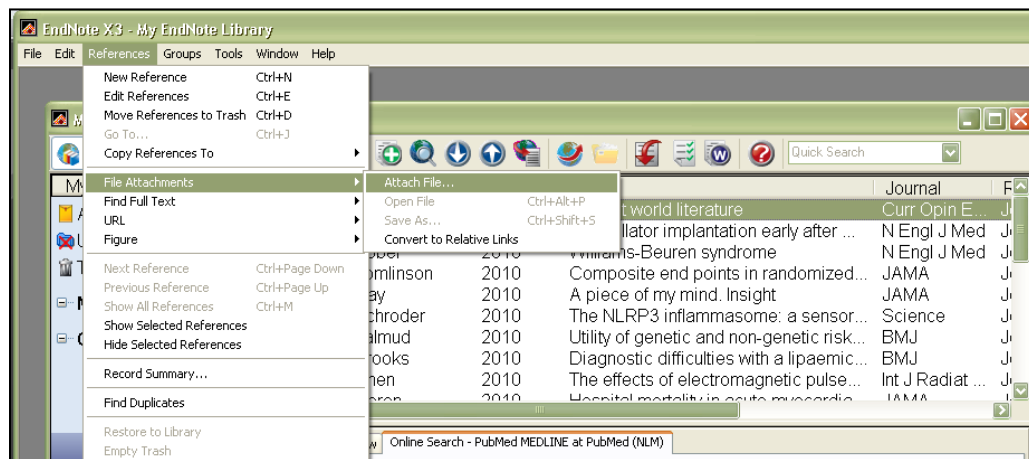 EndNote X3 - My EndNote Library
File Edit References Groups Tools Window Help
New Reference Ctrl+N
Edit References Ctrl+E
Move References to Trash Ctrl+D
Go To... Ctrl+J
Copy References To
Quick Search
File Attachments
Attach File...
Journal
Find Full Text
Open File Ctrl+Alt+P
world literature Curr Opin E...
URL
Save As... Ctrl+Shift+S
implantation early after ... N Engl J Med
Figure
Convert to Relative Links
2010 Williams-Beuren syndrome N Engl J Med
Next Reference Ctrl+Page Down
omlinson 2010 Composite end points in randomized... JAMA
Previous Reference Ctrl+Page Up
ay 2010 A piece of my mind. Insight JAMA
Show All References Ctrl+M
chroder 2010 The NLRP3 inflammasome: a sensor... Science
Show Selected References
almud 2010 Utility of genetic and non-genetic risk... BMJ
Hide Selected References
rooks 2010 Diagnostic difficulties with a lipaemic... BMJ
Record Summary...
hen 2010 The effects of electromagnetic pulse... Int J Radiat ...
2010 Hospital mortality in acute myocardia... JAMA
Find Duplicates
Restore to Library
Online Search - PubMed MEDLINE at PubMed (NLM)
Empty Trash